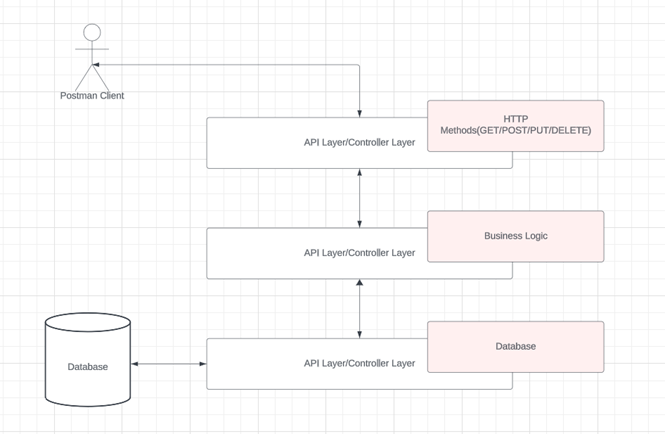 Postman Client
HTTP
Methods(GET/POST/PUT/DELETE)
API Layer/Controller Layer
Business Logic
API Layer/Controller Layer
Database
API Layer/Controller Layer
Database